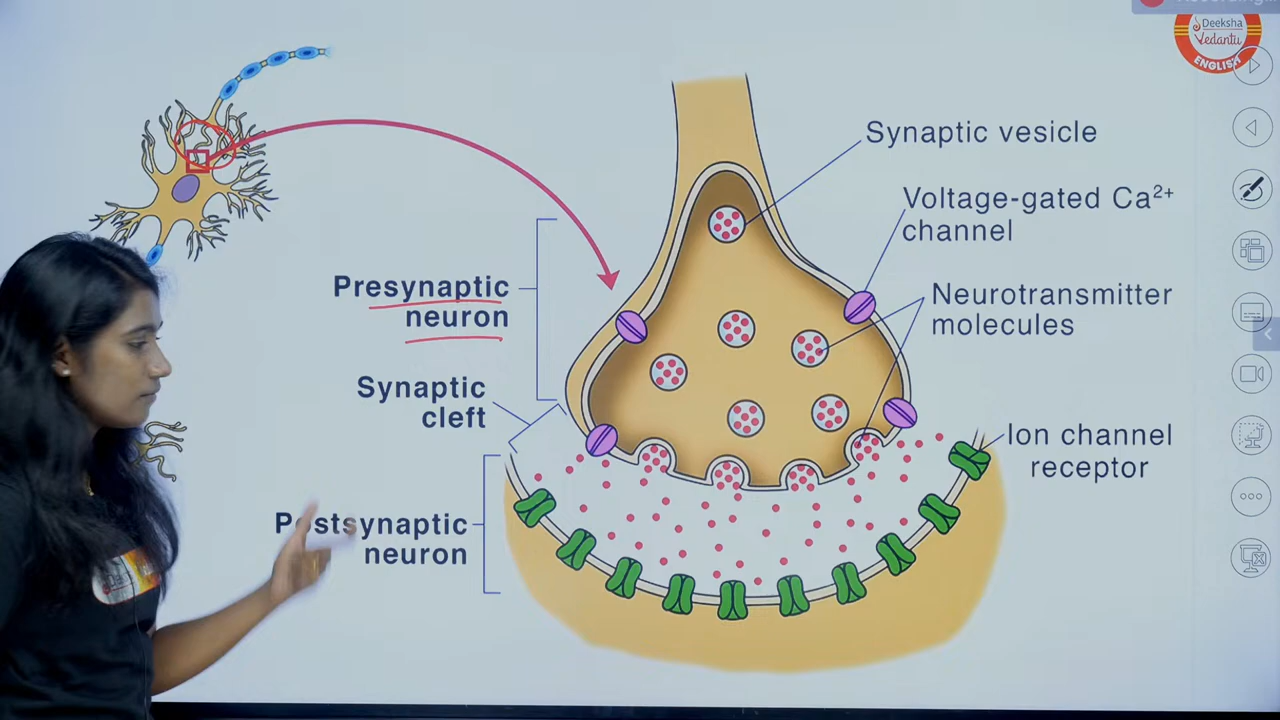 Recording...
Deeksha
Vedantu
ENGLISH
Synaptic vesicle
Voltage-gated Ca²⁺
channel
Presynaptic
neuron
Neurotransmitter
molecules
Synaptic
cleft
Ion channel
receptor
Postsynaptic
neuron